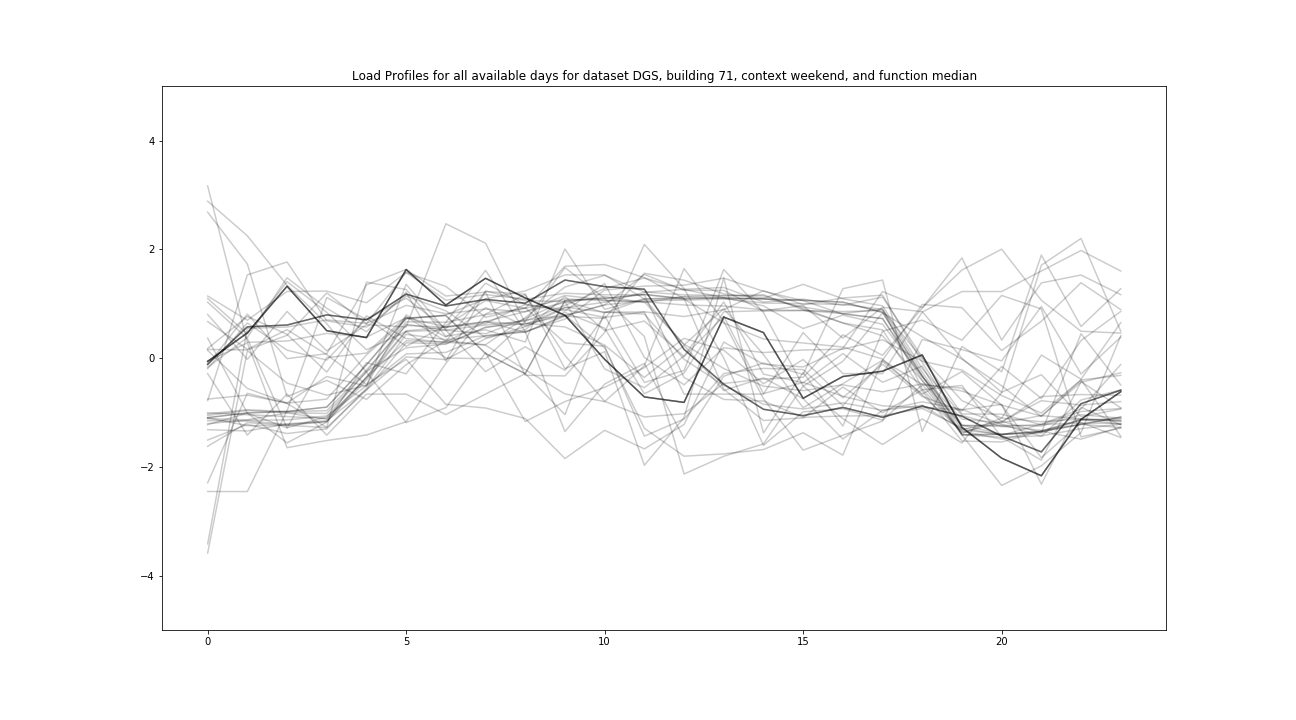 Load Profiles for all available days for dataset DGS, building 71, context weekend, and function median
4
2
0
−2
−4
0 5 10 15 20